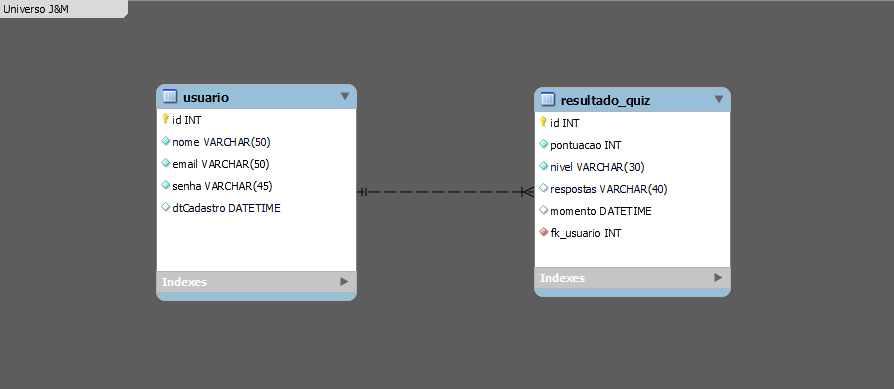 Universo J&M
usuario
id INT
nome VARCHAR(50)
email VARCHAR(50)
senha VARCHAR(45)
dtCadastro DATETIME
Indexes
resultado_quiz
id INT
pontuacao INT
nivel VARCHAR(30)
respostas VARCHAR(40)
momento DATETIME
fk_usuario INT
Indexes